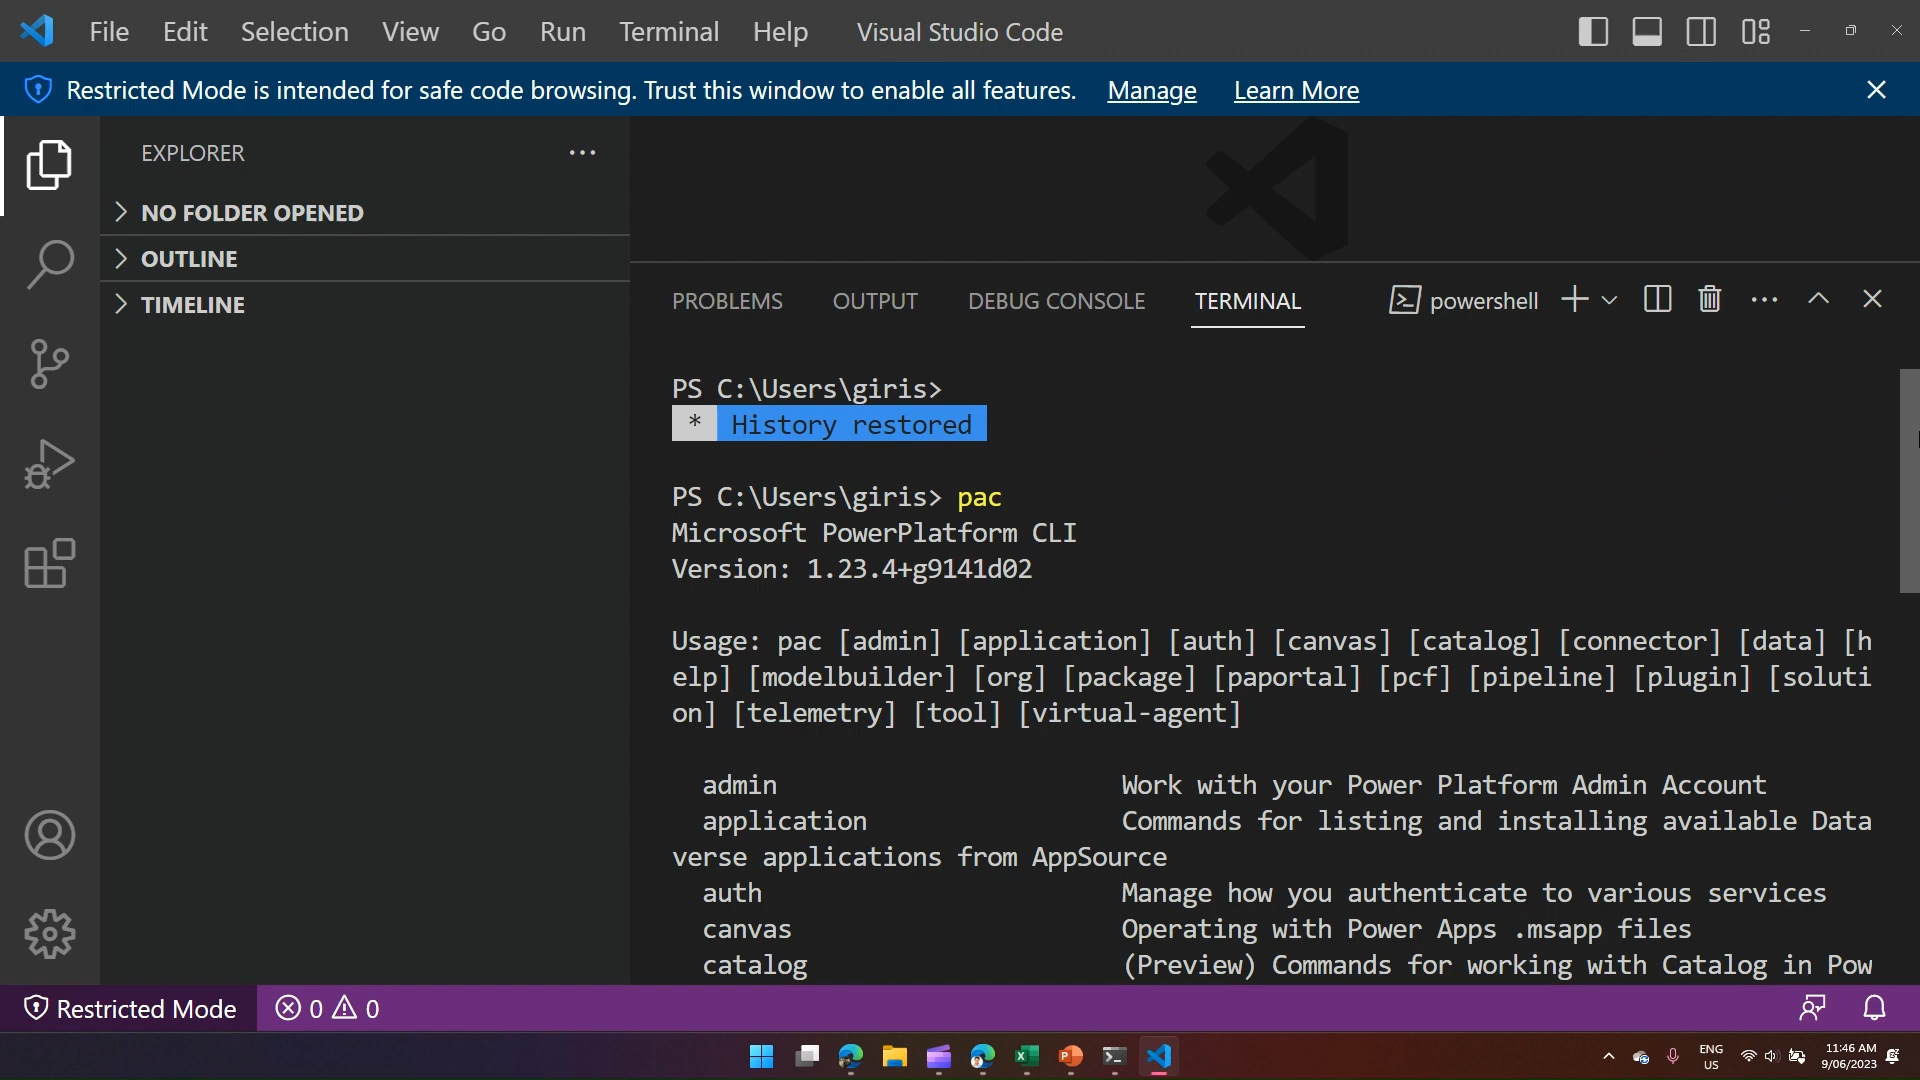 File Edit Selection View Go Run Terminal Help Visual Studio Code
Restricted Mode is intended for safe code browsing. Trust this window to enable all features. Manage Learn More
EXPLORER
NO FOLDER OPENED
OUTLINE
TIMELINE
PROBLEMS OUTPUT DEBUG CONSOLE TERMINAL powershell
PS C:\Users\giris>
* History restored
PS C:\Users\giris> pac
Microsoft PowerPlatform CLI
Version: 1.23.4+g9141d02
Usage: pac [admin] [application] [auth] [canvas] [catalog] [connector] [data] [h
elp] [modelbuilder] [org] [package] [paportal] [pcf] [pipeline] [plugin] [soluti
on] [telemetry] [tool] [virtual-agent]
admin Work with your Power Platform Admin Account
application Commands for listing and installing available Data
verse applications from AppSource
auth Manage how you authenticate to various services
canvas Operating with Power Apps .msapp files
catalog (Preview) Commands for working with Catalog in Pow
Restricted Mode 0 0
ENG
US
11:46 AM
9/06/2023